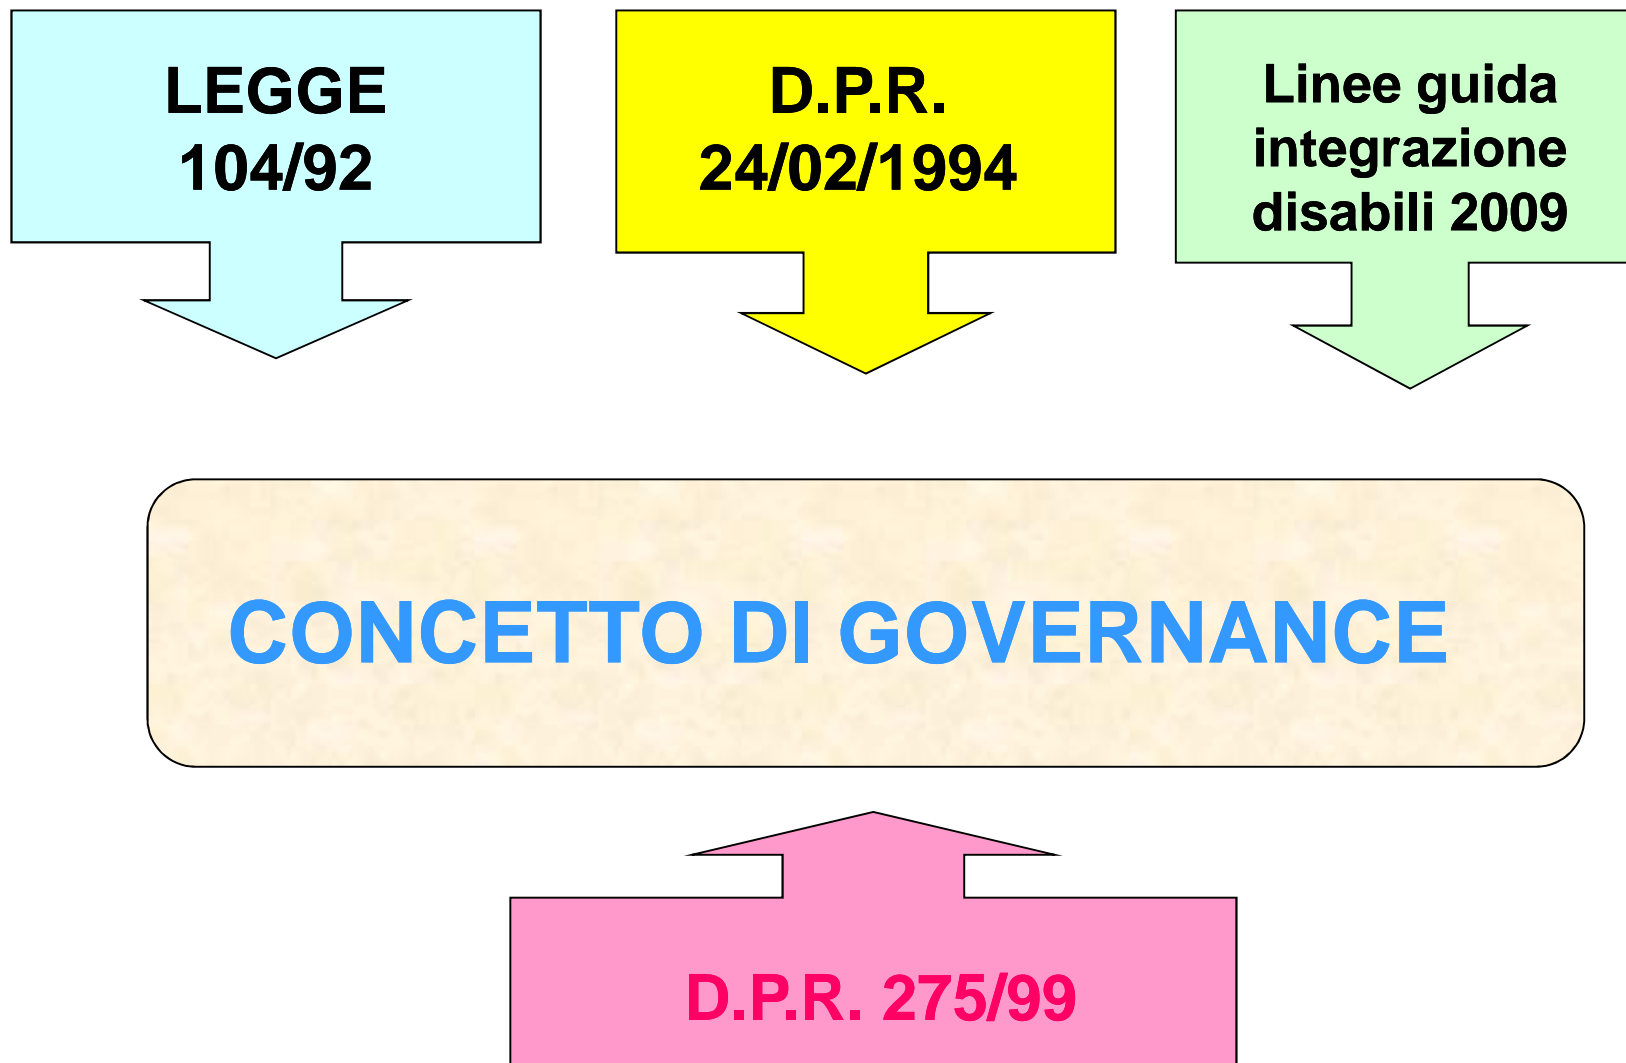 LEGGE
104/92
D.P.R.
24/02/1994
Linee guida
integrazione
disabili 2009
CONCETTO DI GOVERNANCE
D.P.R. 275/99